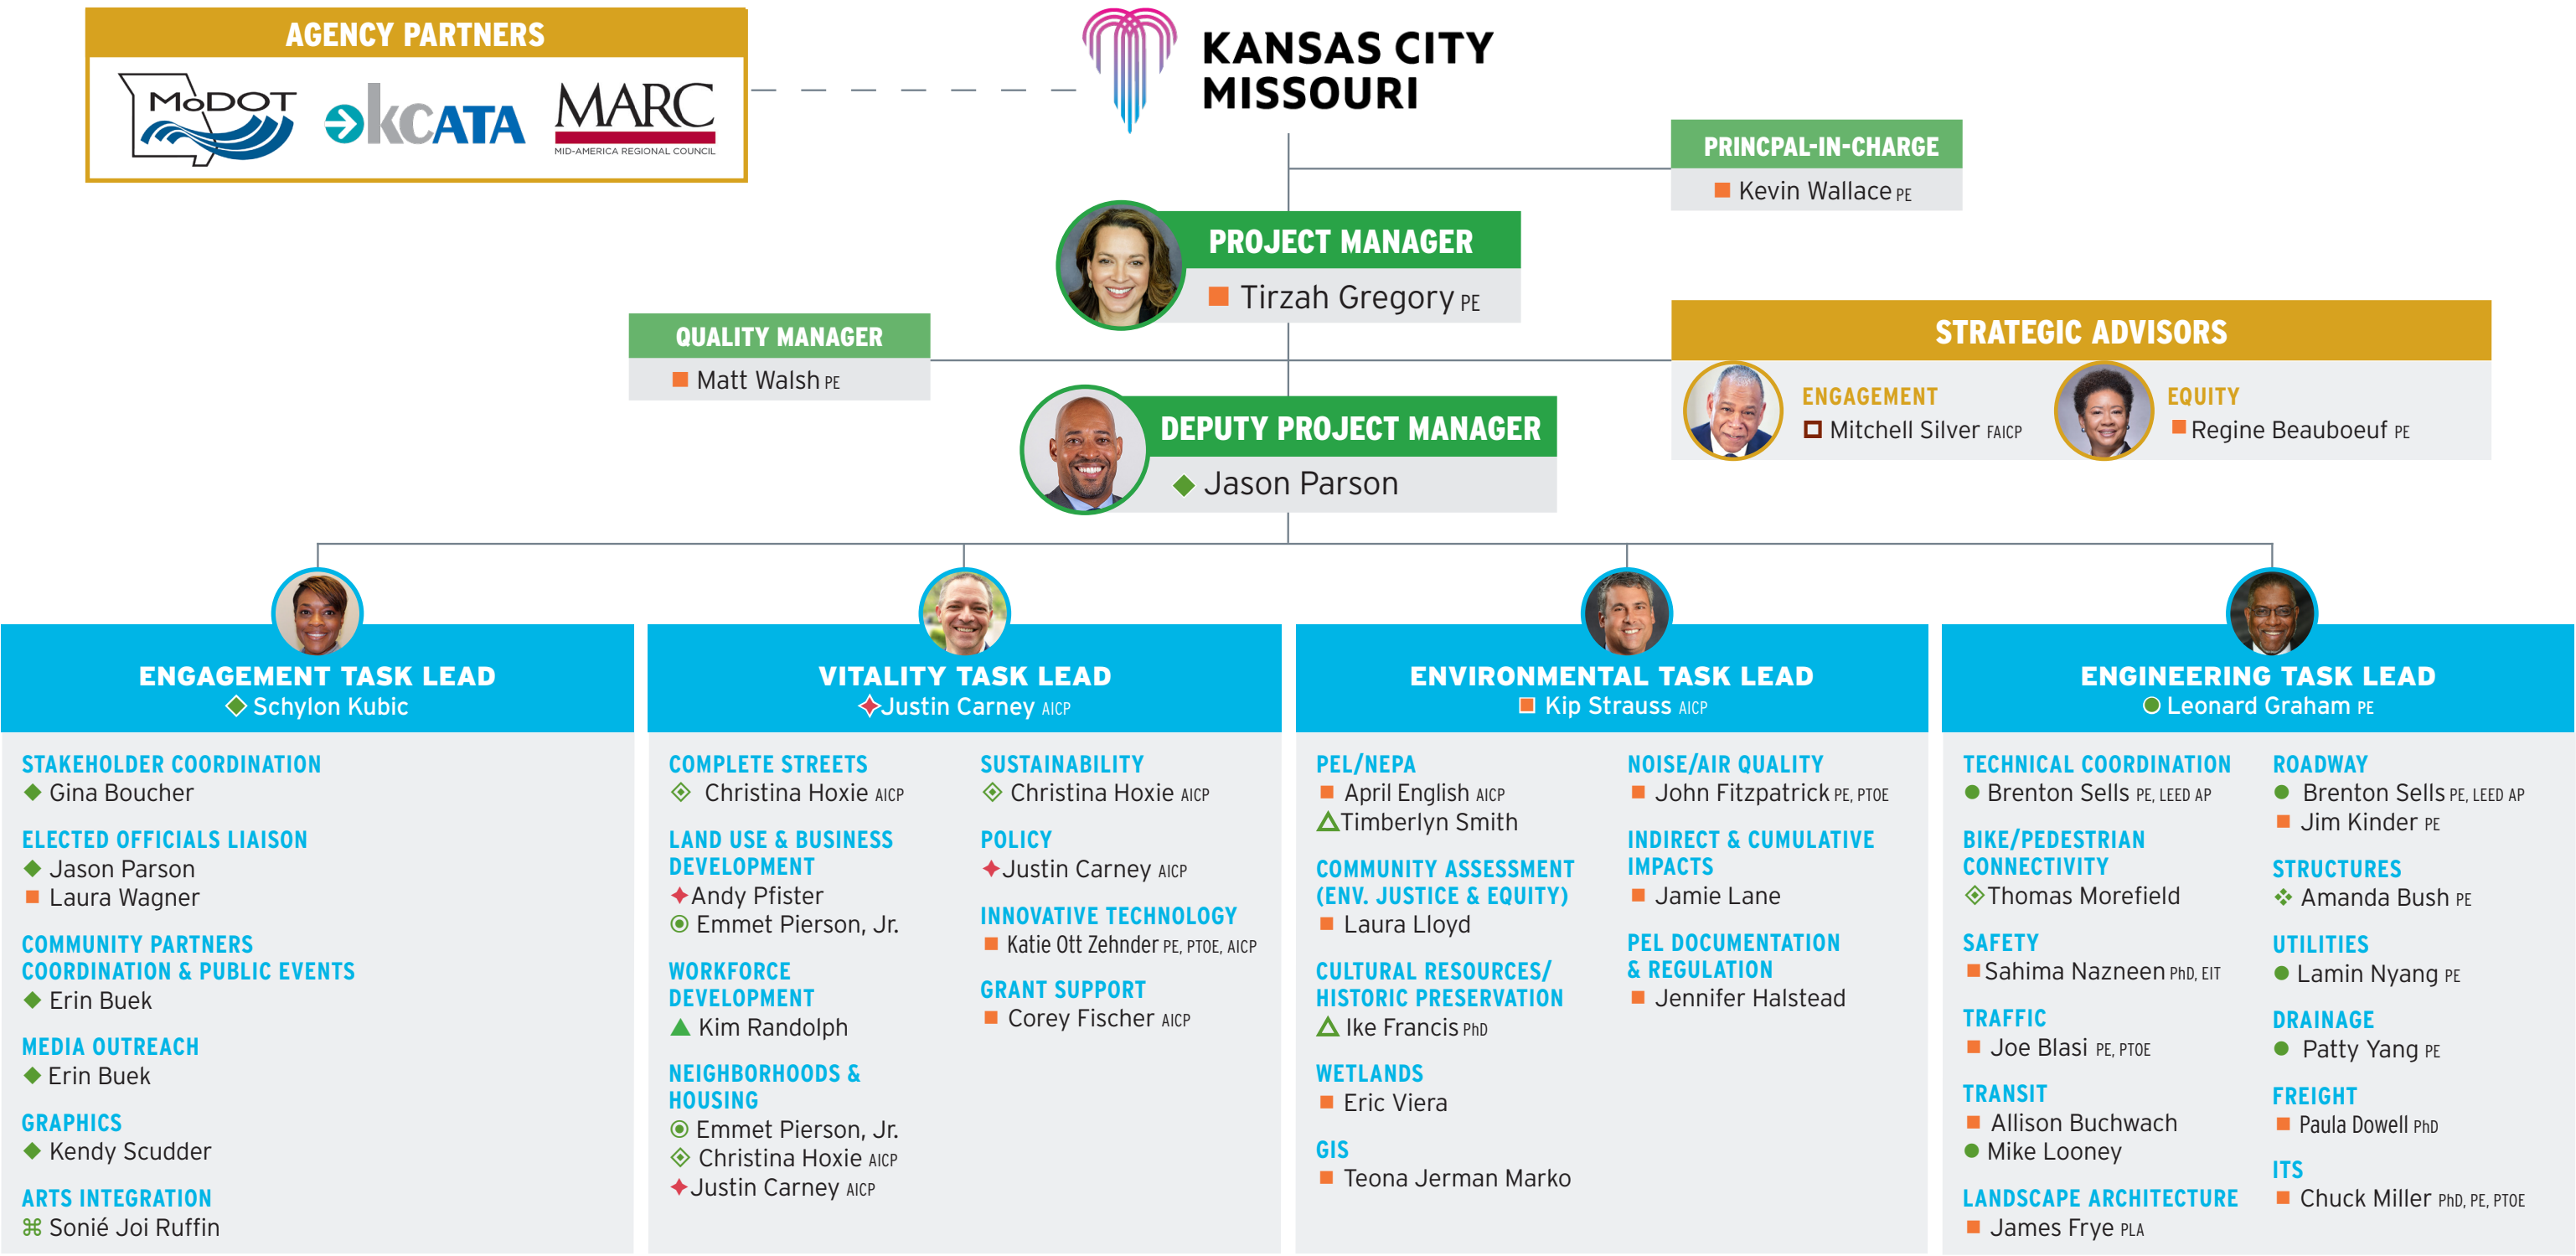 AGENCY PARTNERS
MoDOT
kcATA
MARC
MID-AMERICA REGIONAL COUNCIL
KANSAS CITY
MISSOURI
PRINCPAL-IN-CHARGE
Kevin Wallace PE
PROJECT MANAGER
Tirzah Gregory PE
QUALITY MANAGER
Matt Walsh PE
STRATEGIC ADVISORS
ENGAGEMENT
Mitchell Silver FAICP
EQUITY
Regine Beauboeuf PE
DEPUTY PROJECT MANAGER
Jason Parson
ENGAGEMENT TASK LEAD
Schylon Kubic
STAKEHOLDER COORDINATION
Gina Boucher
ELECTED OFFICIALS LIAISON
Jason Parson
Laura Wagner
COMMUNITY PARTNERS
COORDINATION & PUBLIC EVENTS
Erin Buek
MEDIA OUTREACH
Erin Buek
GRAPHICS
Kendy Scudder
ARTS INTEGRATION
Sonié Joi Ruffin
VITALITY TASK LEAD
Justin Carney AICP
COMPLETE STREETS
Christina Hoxie AICP
LAND USE & BUSINESS
DEVELOPMENT
Andy Pfister
Emmet Pierson, Jr.
WORKFORCE
DEVELOPMENT
Kim Randolph
NEIGHBORHOODS &
HOUSING
Emmet Pierson, Jr.
Christina Hoxie AICP
Justin Carney AICP
SUSTAINABILITY
Christina Hoxie AICP
POLICY
Justin Carney AICP
INNOVATIVE TECHNOLOGY
Katie Ott Zehnder PE, PTOE, AICP
GRANT SUPPORT
Corey Fischer AICP
ENVIRONMENTAL TASK LEAD
Kip Strauss AICP
PEL/NEPA
April English AICP
Timberlyn Smith
COMMUNITY ASSESSMENT
(ENV. JUSTICE & EQUITY)
Laura Lloyd
CULTURAL RESOURCES/
HISTORIC PRESERVATION
Ike Francis PhD
WETLANDS
Eric Viera
GIS
Teona Jerman Marko
NOISE/AIR QUALITY
John Fitzpatrick PE, PTOE
INDIRECT & CUMULATIVE
IMPACTS
Jamie Lane
PEL DOCUMENTATION
& REGULATION
Jennifer Halstead
ENGINEERING TASK LEAD
Leonard Graham PE
TECHNICAL COORDINATION
Brenton Sells PE, LEED AP
BIKE/PEDESTRIAN
CONNECTIVITY
Thomas Morefield
SAFETY
Sahima Nazneen PhD, EIT
TRAFFIC
Joe Blasi PE, PTOE
TRANSIT
Allison Buchwach
Mike Looney
LANDSCAPE ARCHITECTURE
James Frye PLA
ROADWAY
Brenton Sells PE, LEED AP
Jim Kinder PE
STRUCTURES
Amanda Bush PE
UTILITIES
Lamin Nyang PE
DRAINAGE
Patty Yang PE
FREIGHT
Paula Dowell PhD
ITS
Chuck Miller PhD, PE, PTOE